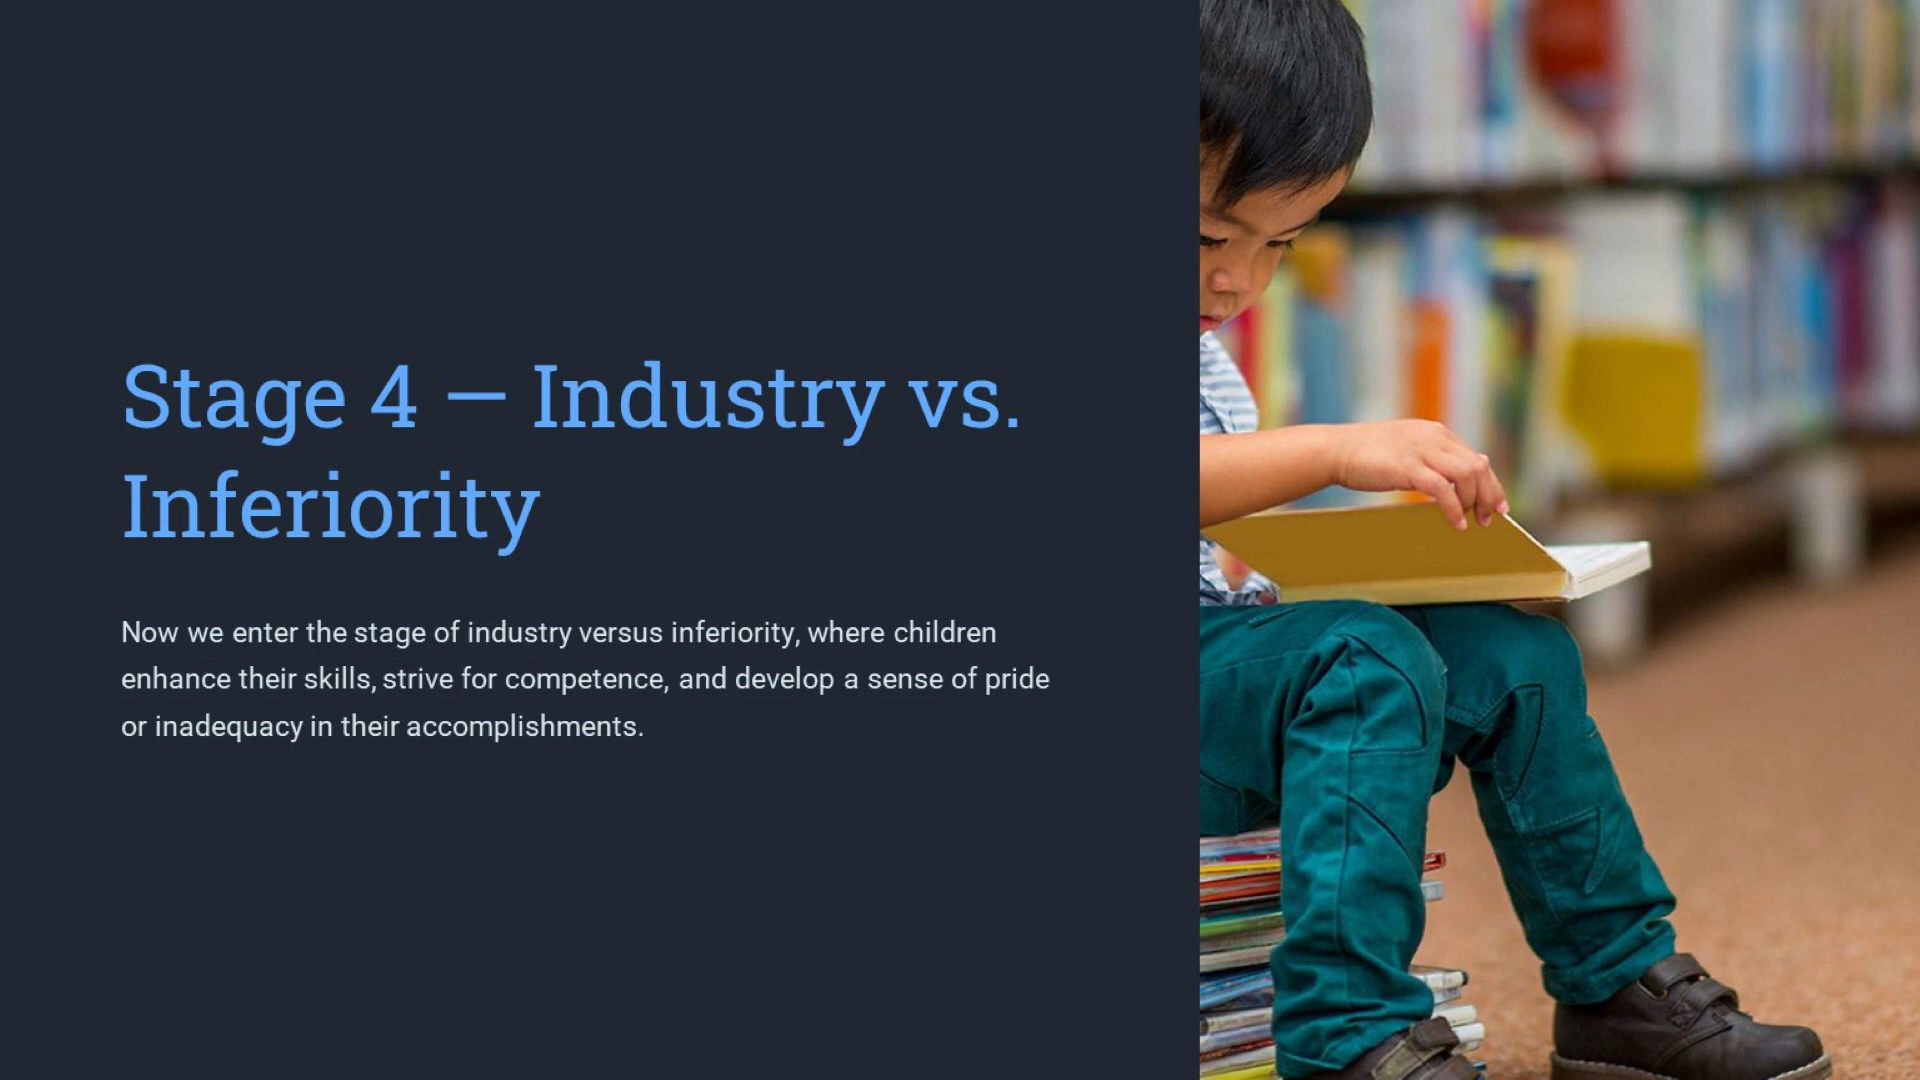 Stage 4 — Industry vs.
Inferiority
Now we enter the stage of industry versus inferiority, where children
enhance their skills, strive for competence, and develop a sense of pride
or inadequacy in their accomplishments.